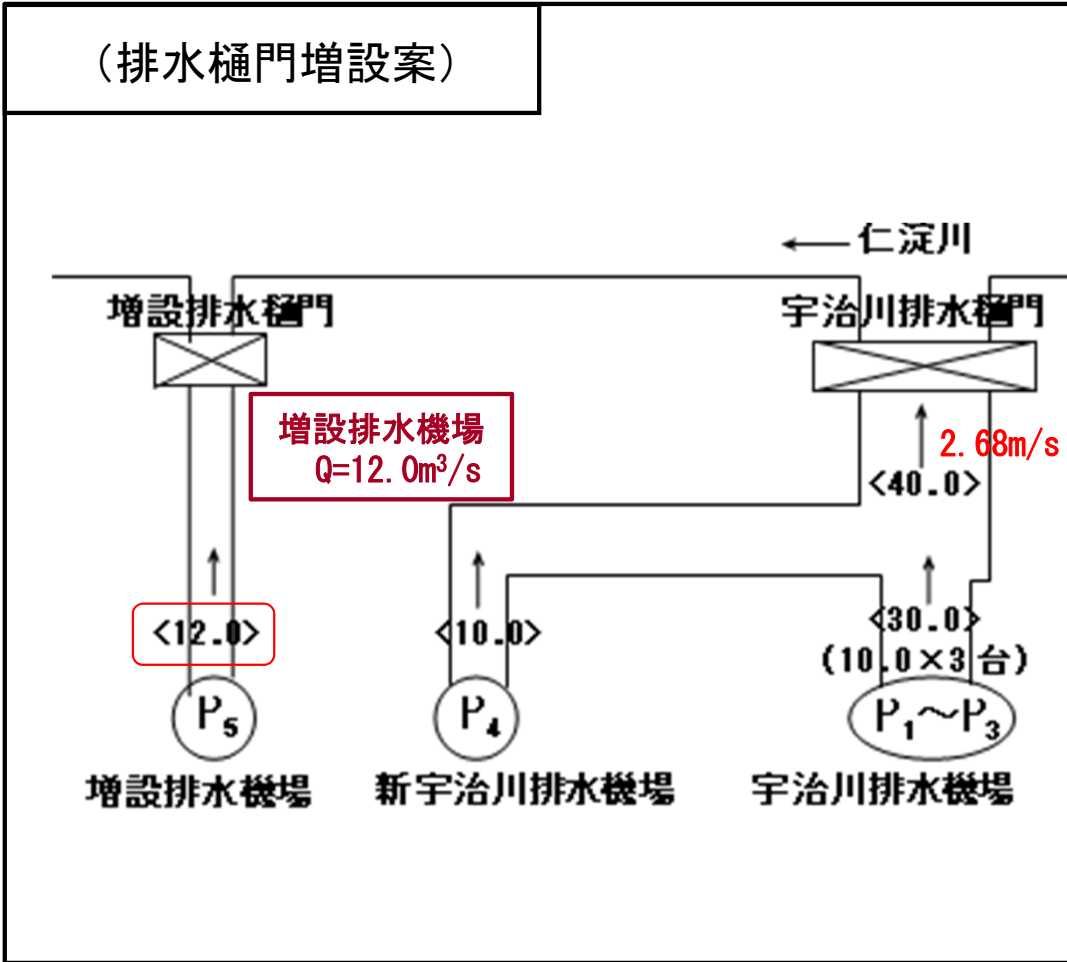 （排水樋門増設案）
← 仁淀川
増設排水樋門
宇治川排水樋門
増設排水機場
Q=12.0m³/s
2.68m/s
<40.0>
<12.0>
<10.0>
<30.0>
(10.0×3台)
P₅
P₄
P₁～P₃
増設排水機場
新宇治川排水機場
宇治川排水機場